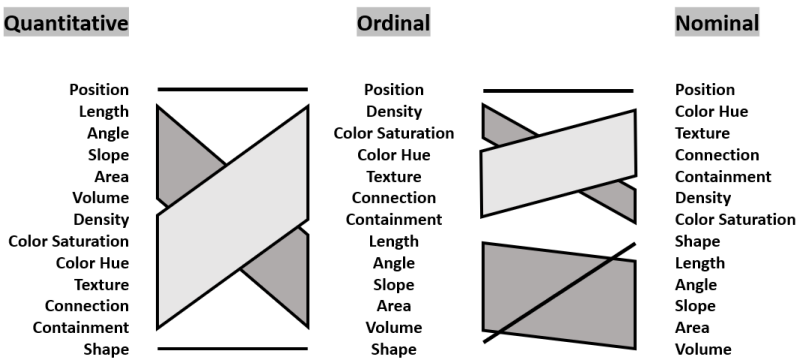 Quantitative Ordinal Nominal
Position Position Position
Length Density Color Hue
Angle Color Saturation Texture
Slope Color Hue Connection
Area Texture Containment
Volume Connection Density
Density Containment Color Saturation
Color Saturation Length Shape
Color Hue Angle Length
Texture Slope Angle
Connection Area Slope
Containment Volume Area
Shape Shape Volume